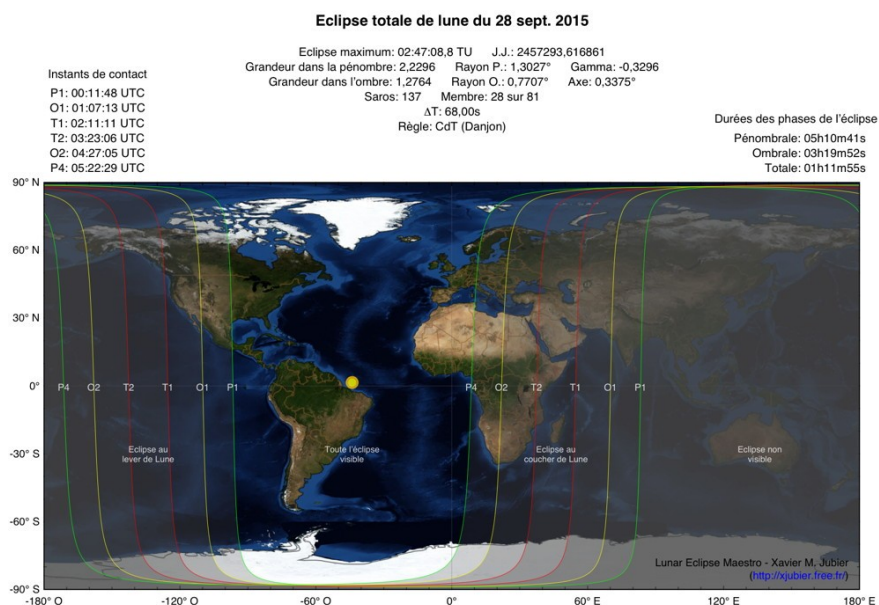 Eclipse totale de lune du 28 sept. 2015
Eclipse maximum: 02:47:08,8 TU J.J.: 2457293,616861
Grandeur dans la pénombre: 2,2296 Rayon P.: 1,3027° Gamma: -0,3296
Grandeur dans l'ombre: 1,2764 Rayon O.: 0,7707° Axe: 0,3375°
Saros: 137 Membre: 28 sur 81
ΔT: 68,00s
Règle: CdT (Danjon)
Instants de contact
P1: 00:11:48 UTC
O1: 01:07:13 UTC
T1: 02:11:11 UTC
T2: 03:23:06 UTC
O2: 04:27:05 UTC
P4: 05:22:29 UTC
Durées des phases de l'éclipse
Pénombrale: 05h10m41s
Ombrale: 03h19m52s
Totale: 01h11m55s
90° N
60° N
30° N
0°
30° S
60° S
90° S
P4 O2 T2 T1 O1 P1 P4 O2 T2 T1 O1 P1
Eclipse au
lever de Lune
Toute l'éclipse
visible
Eclipse au
coucher de Lune
Eclipse non
visible
Lunar Eclipse Maestro - Xavier M. Jubier
(http://xjubier.free.fr/)
-180° O -120° O -60° O 0° 60° E 120° E 180° E